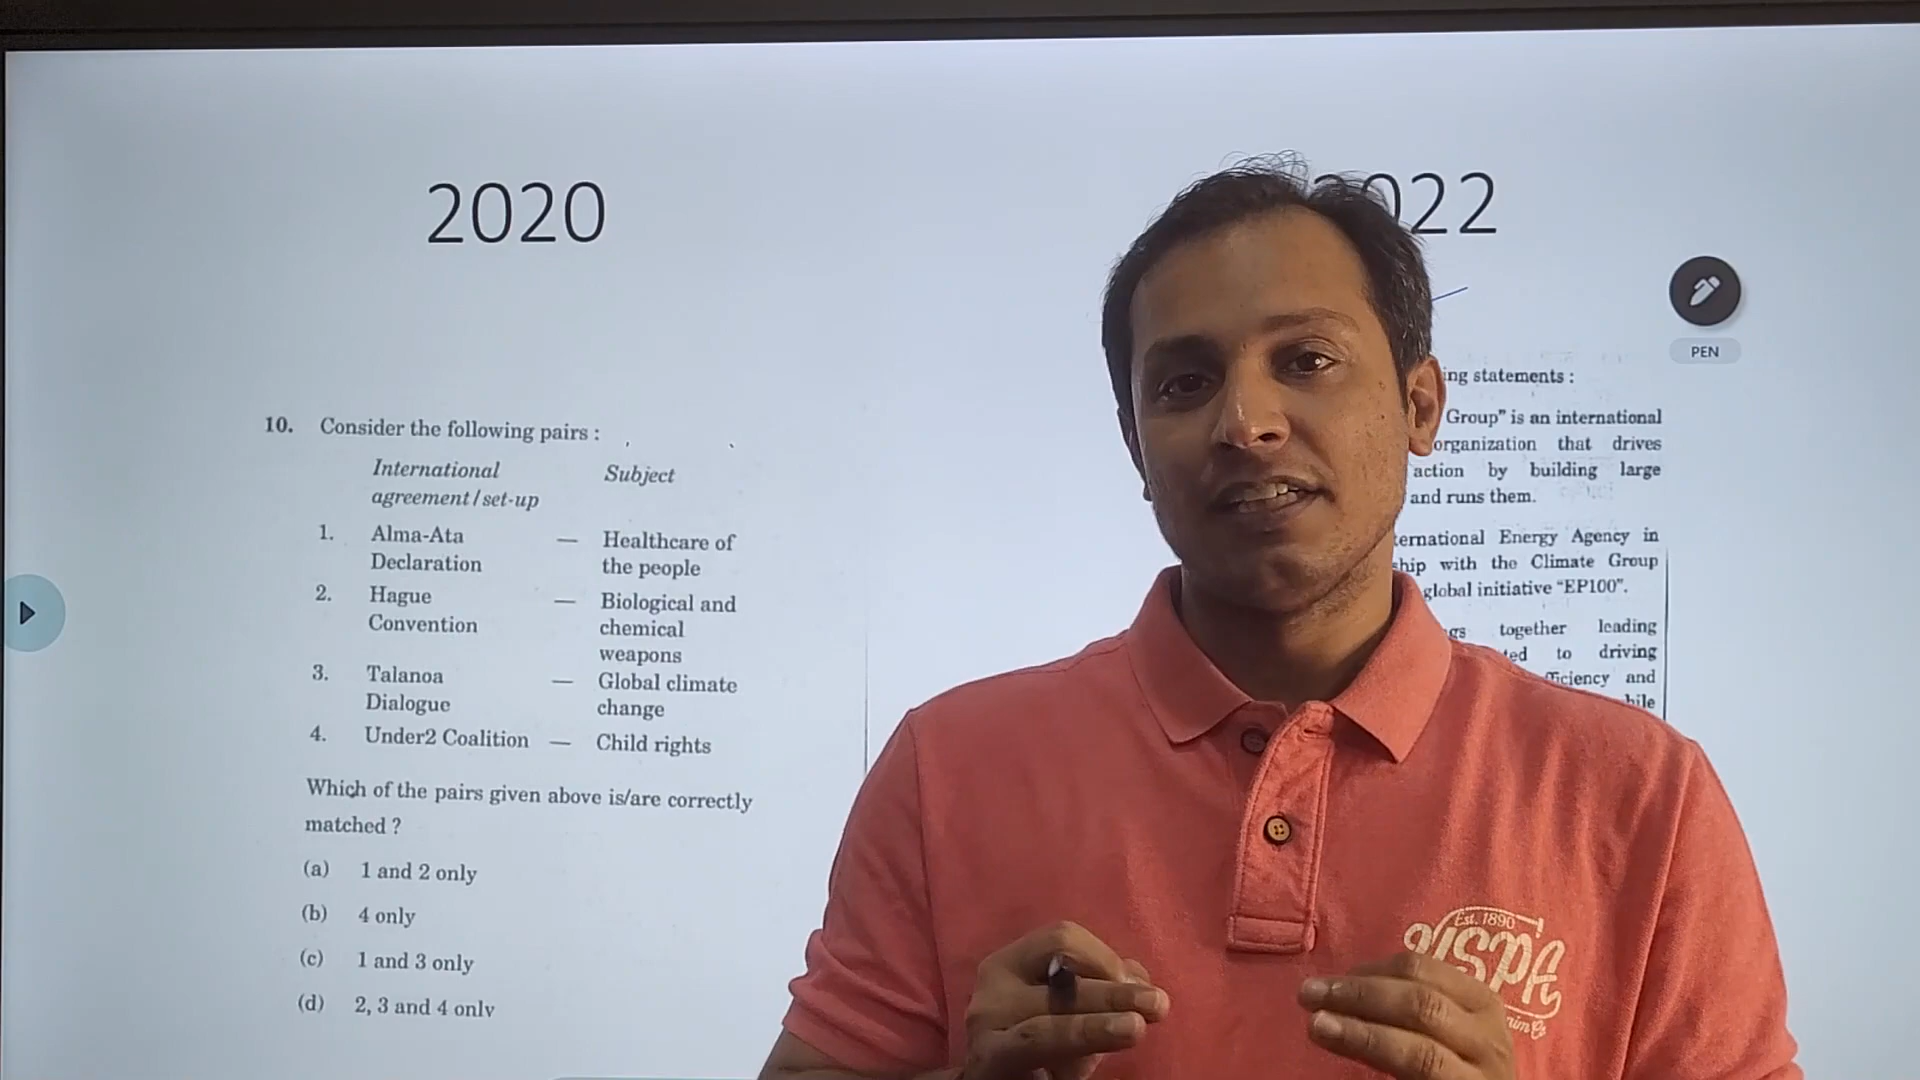 2020
10. Consider the following pairs :
International agreement / set-up
Subject
1. Alma-Ata Declaration — Healthcare of the people
2. Hague Convention — Biological and chemical weapons
3. Talanoa Dialogue — Global climate change
4. Under2 Coalition — Child rights
Which of the pairs given above is/are correctly
matched ?
(a) 1 and 2 only
(b) 4 only
(c) 1 and 3 only
(d) 2, 3 and 4 only
2022
PEN
statements :
Group” is an international
organization that drives
action by building large
and runs them.
Energy Agency in
with the Climate Group
global initiative “EP100”.
together leading
to driving
and
Est. 1890
USPA